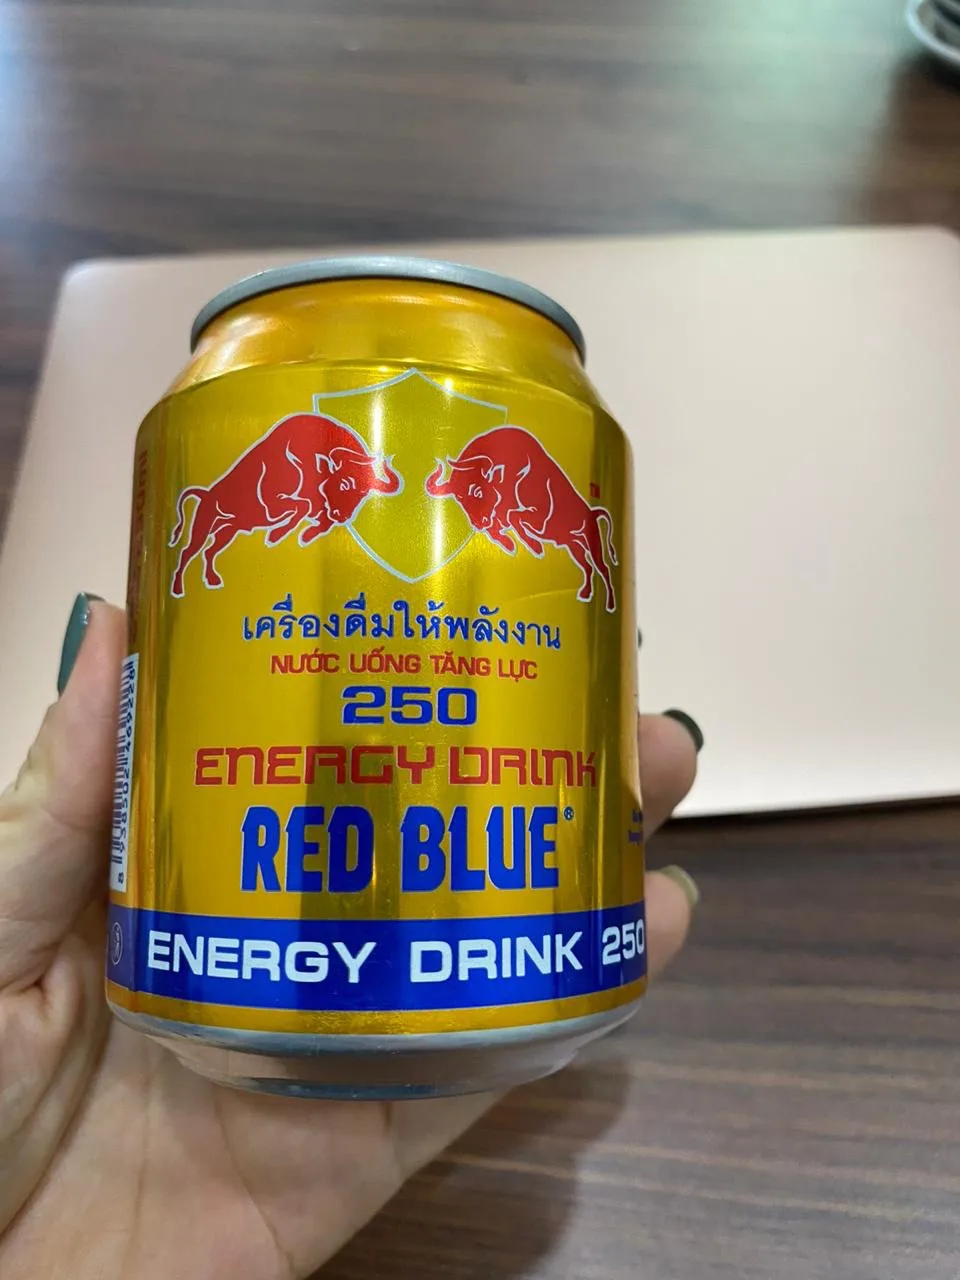 TM
เครื่องดื่มให้พลังงาน
NƯỚC UỐNG TĂNG LỰC
250
ENERGY DRINK
RED BLUE®
ENERGY DRINK 250